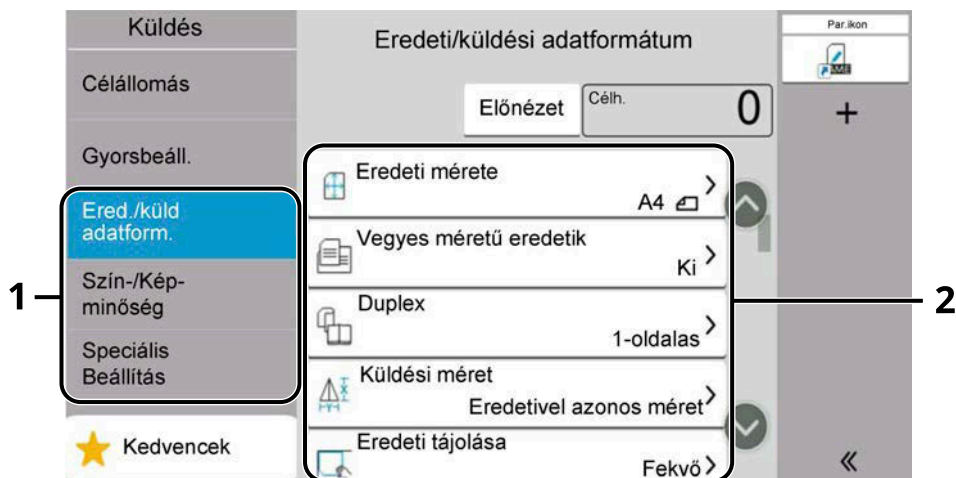 Küldés
Célállomás
Gyorsbeáll.
Ered./küld
adatform.
Szín-/Kép-
minőség
Speciális
Beállítás
Kedvencek
1
Eredeti/küldési adatformátum
Előnézet
Célh.
0
Eredeti mérete
A4
Vegyes méretű eredetik
Ki
Duplex
1-oldalas
Küldési méret
Eredetivel azonos méret
Eredeti tájolása
Fekvő
2
Par.ikon
+
«